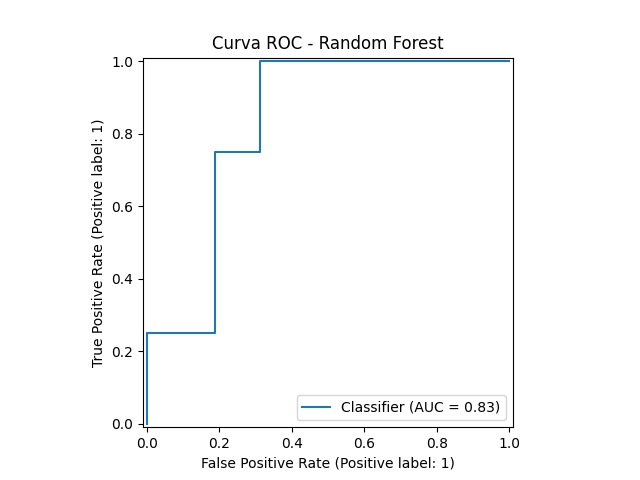 Curva ROC - Random Forest
True Positive Rate (Positive label: 1)
1.0
0.8
0.6
0.4
0.2
0.0
Classifier (AUC = 0.83)
0.0 0.2 0.4 0.6 0.8 1.0
False Positive Rate (Positive label: 1)